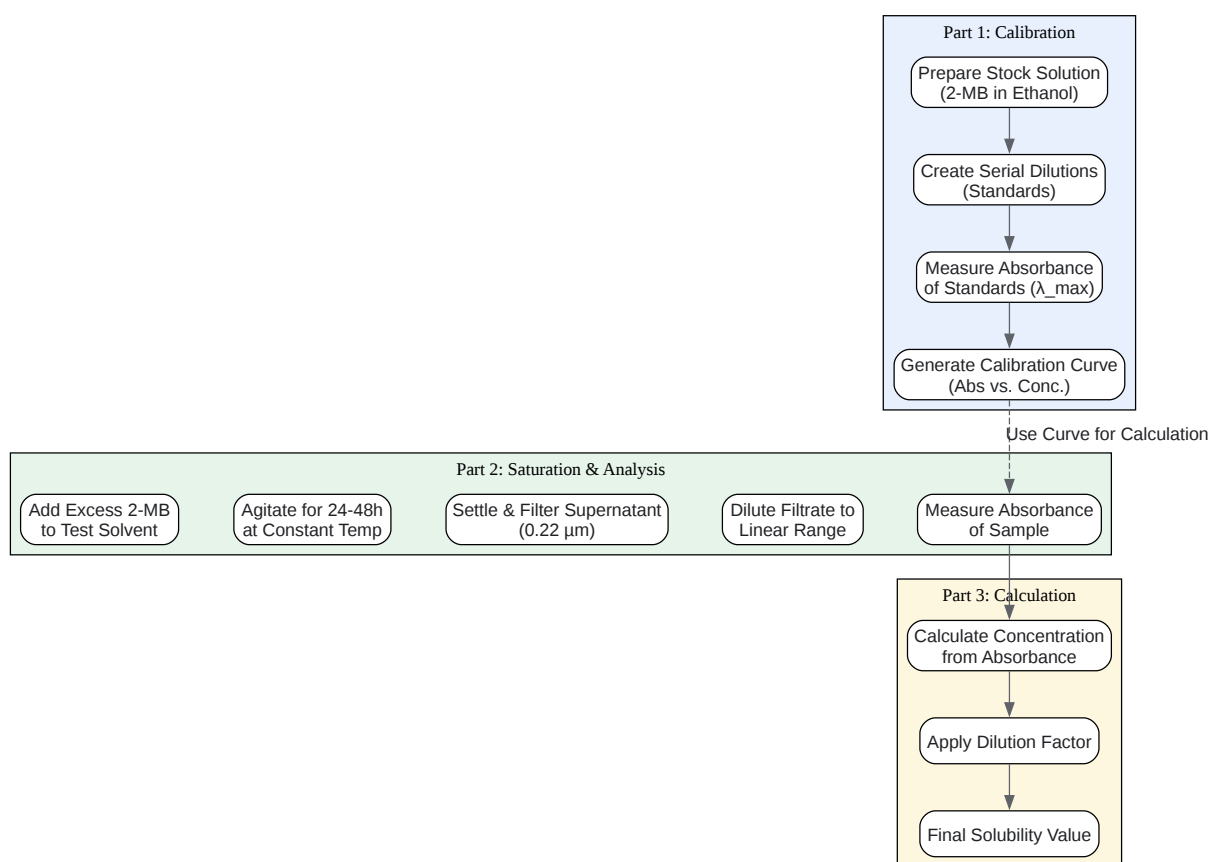 Part 1: Calibration
Prepare Stock Solution
(2-MB in Ethanol)
Create Serial Dilutions
(Standards)
Measure Absorbance
of Standards (λ_max)
Generate Calibration Curve
(Abs vs. Conc.)
Use Curve for Calculation
Part 2: Saturation & Analysis
Add Excess 2-MB
to Test Solvent
Agitate for 24-48h
at Constant Temp
Settle & Filter Supernatant
(0.22 µm)
Dilute Filtrate to
Linear Range
Measure Absorbance
of Sample
Part 3: Calculation
Calculate Concentration
from Absorbance
Apply Dilution Factor
Final Solubility Value